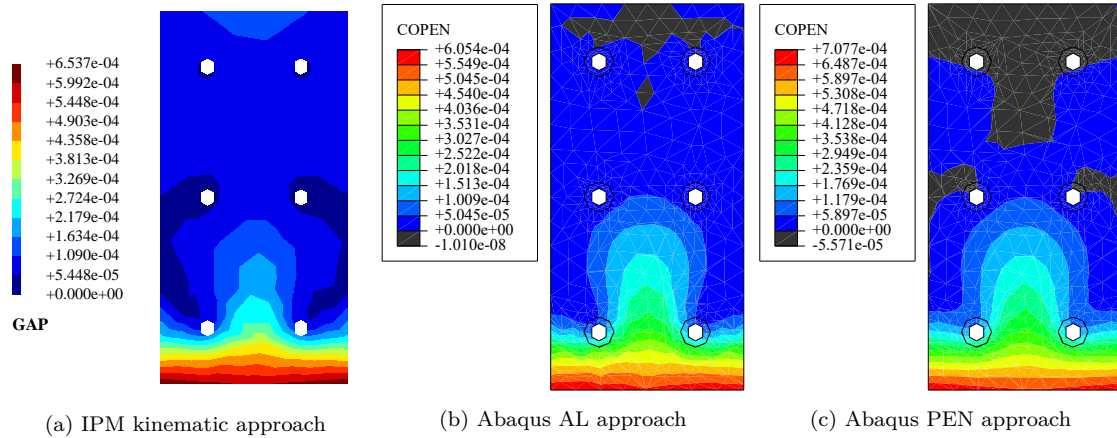 +6.537e-04
+5.992e-04
+5.448e-04
+4.903e-04
+4.358e-04
+3.813e-04
+3.269e-04
+2.724e-04
+2.179e-04
+1.634e-04
+1.090e-04
+5.448e-05
+0.000e+00
GAP
(a) IPM kinematic approach
COPEN
+6.054e-04
+5.549e-04
+5.045e-04
+4.540e-04
+4.036e-04
+3.531e-04
+3.027e-04
+2.522e-04
+2.018e-04
+1.513e-04
+1.009e-04
+5.045e-05
+0.000e+00
-1.010e-08
(b) Abaqus AL approach
COPEN
+7.077e-04
+6.487e-04
+5.897e-04
+5.308e-04
+4.718e-04
+4.128e-04
+3.538e-04
+2.949e-04
+2.359e-04
+1.769e-04
+1.179e-04
+5.897e-05
+0.000e+00
-5.571e-05
(c) Abaqus PEN approach